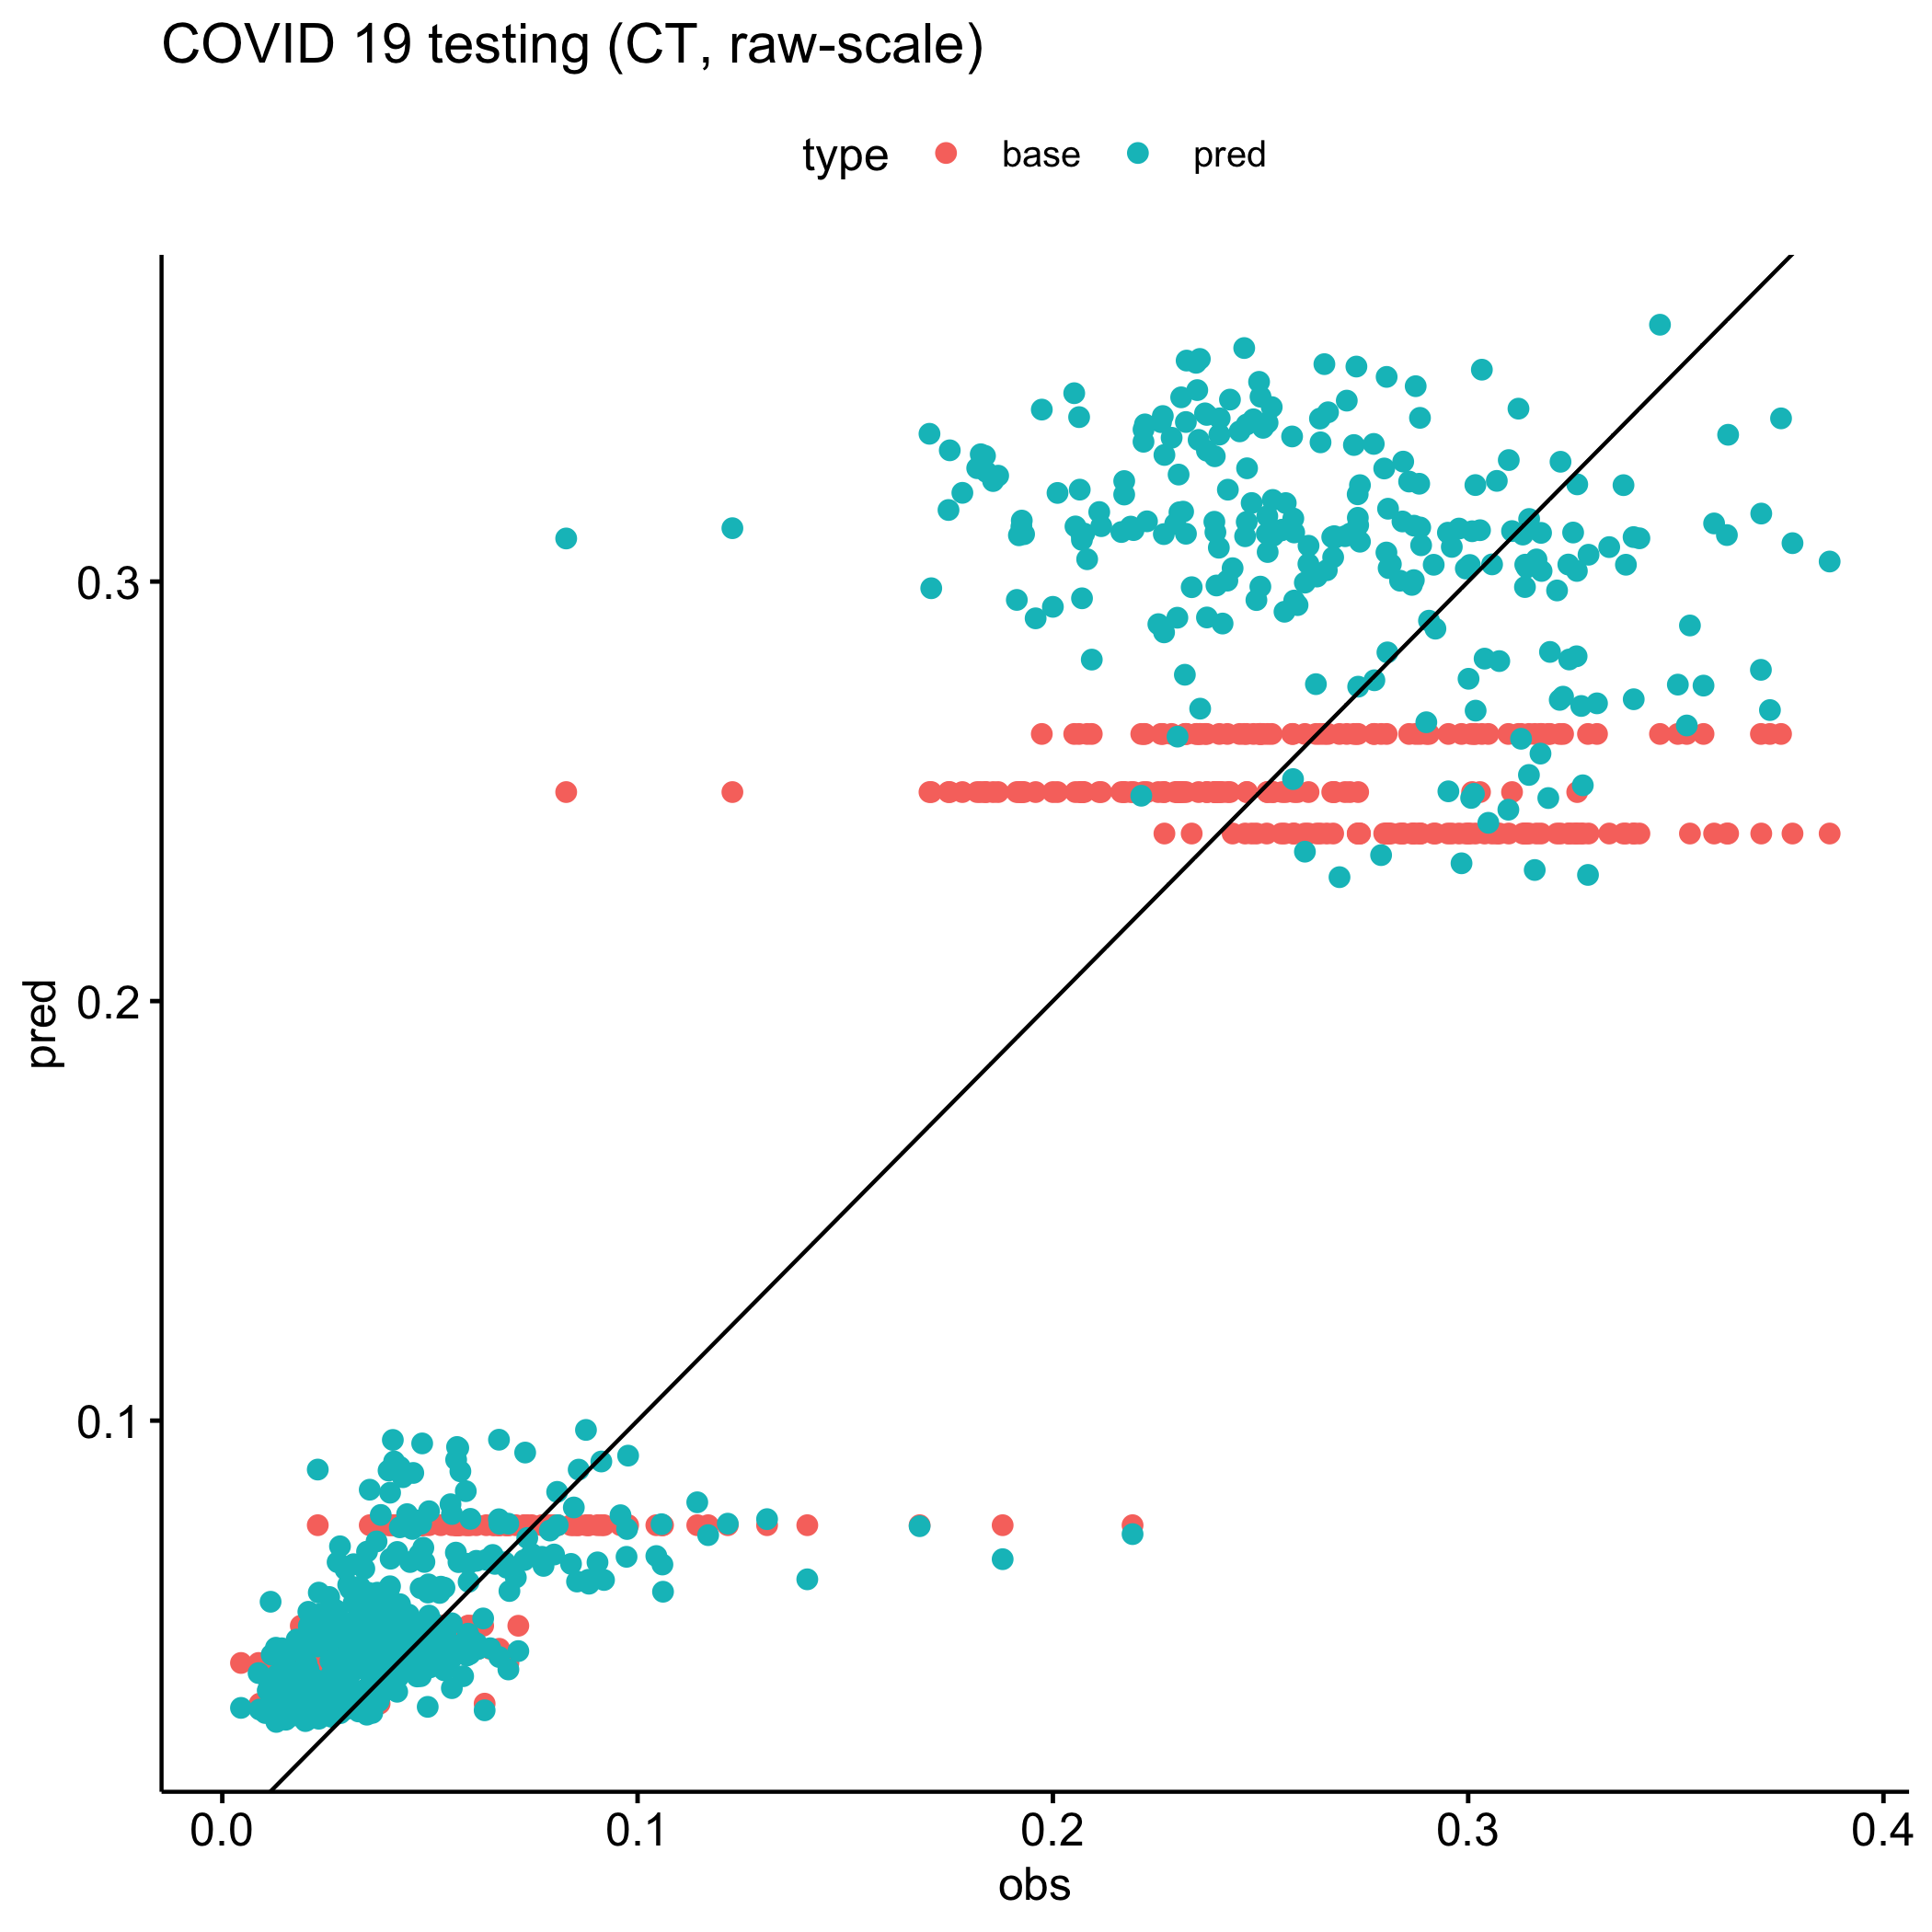 COVID 19 testing (CT, raw-scale)
type base pred
0.3
0.2
0.1
pred
0.0 0.1 0.2 0.3 0.4
obs